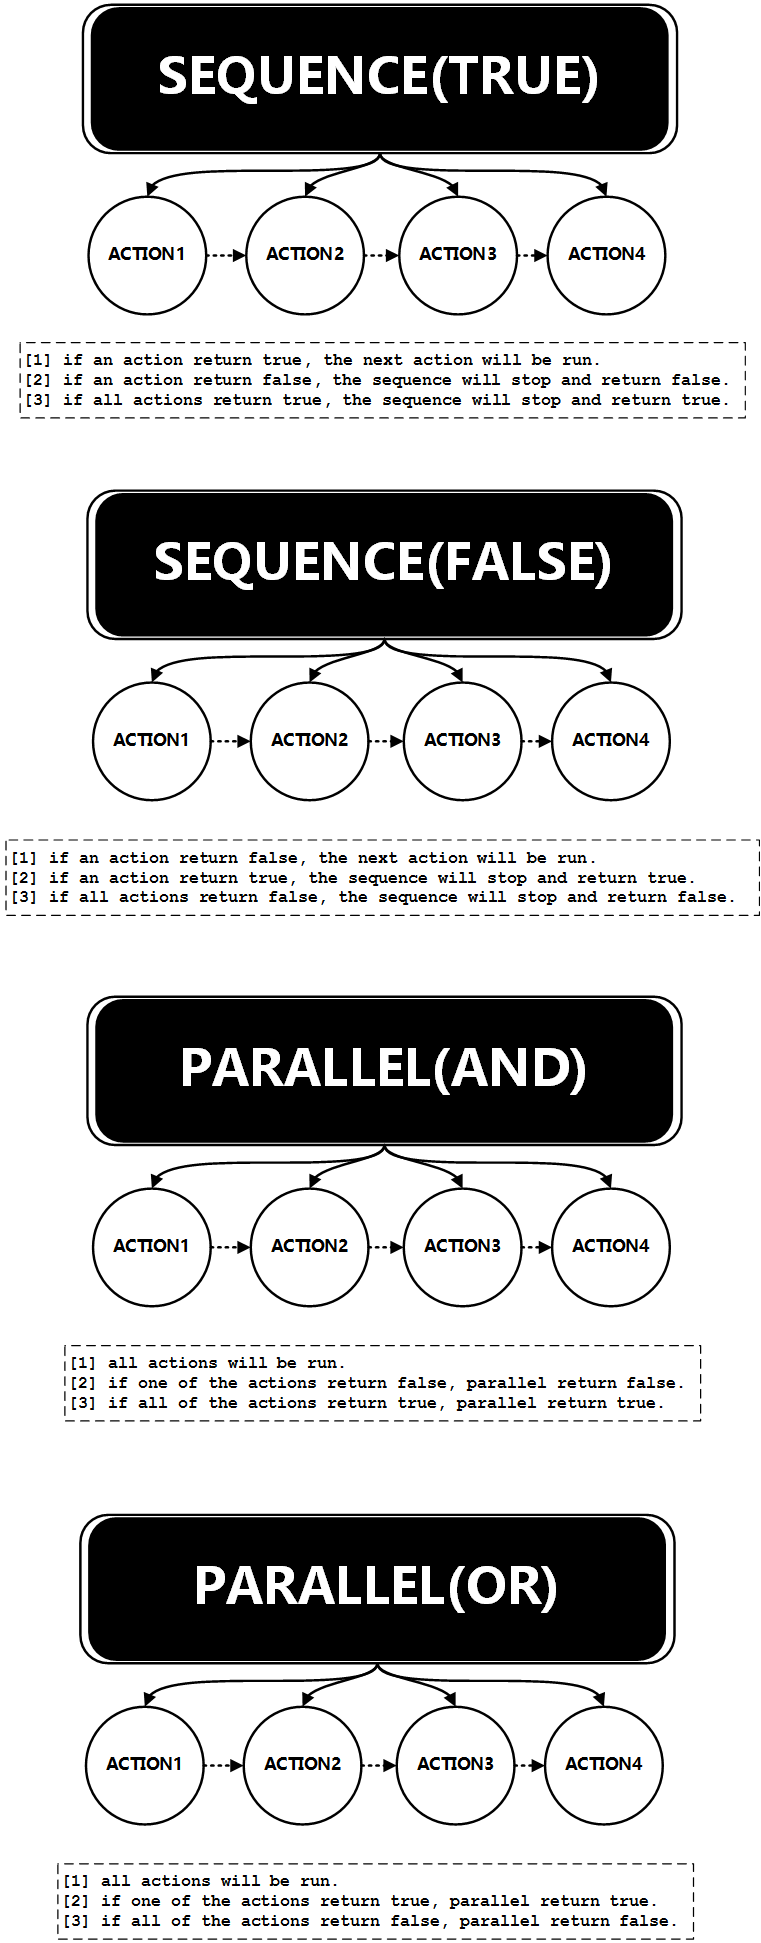 SEQUENCE(TRUE)
ACTION1 ACTION2 ACTION3 ACTION4
[1] if an action return true, the next action will be run.
[2] if an action return false, the sequence will stop and return false.
[3] if all actions return true, the sequence will stop and return true.
SEQUENCE(FALSE)
ACTION1 ACTION2 ACTION3 ACTION4
[1] if an action return false, the next action will be run.
[2] if an action return true, the sequence will stop and return true.
[3] if all actions return false, the sequence will stop and return false.
PARALLEL(AND)
ACTION1 ACTION2 ACTION3 ACTION4
[1] all actions will be run.
[2] if one of the actions return false, parallel return false.
[3] if all of the actions return true, parallel return true.
PARALLEL(OR)
ACTION1 ACTION2 ACTION3 ACTION4
[1] all actions will be run.
[2] if one of the actions return true, parallel return true.
[3] if all of the actions return false, parallel return false.